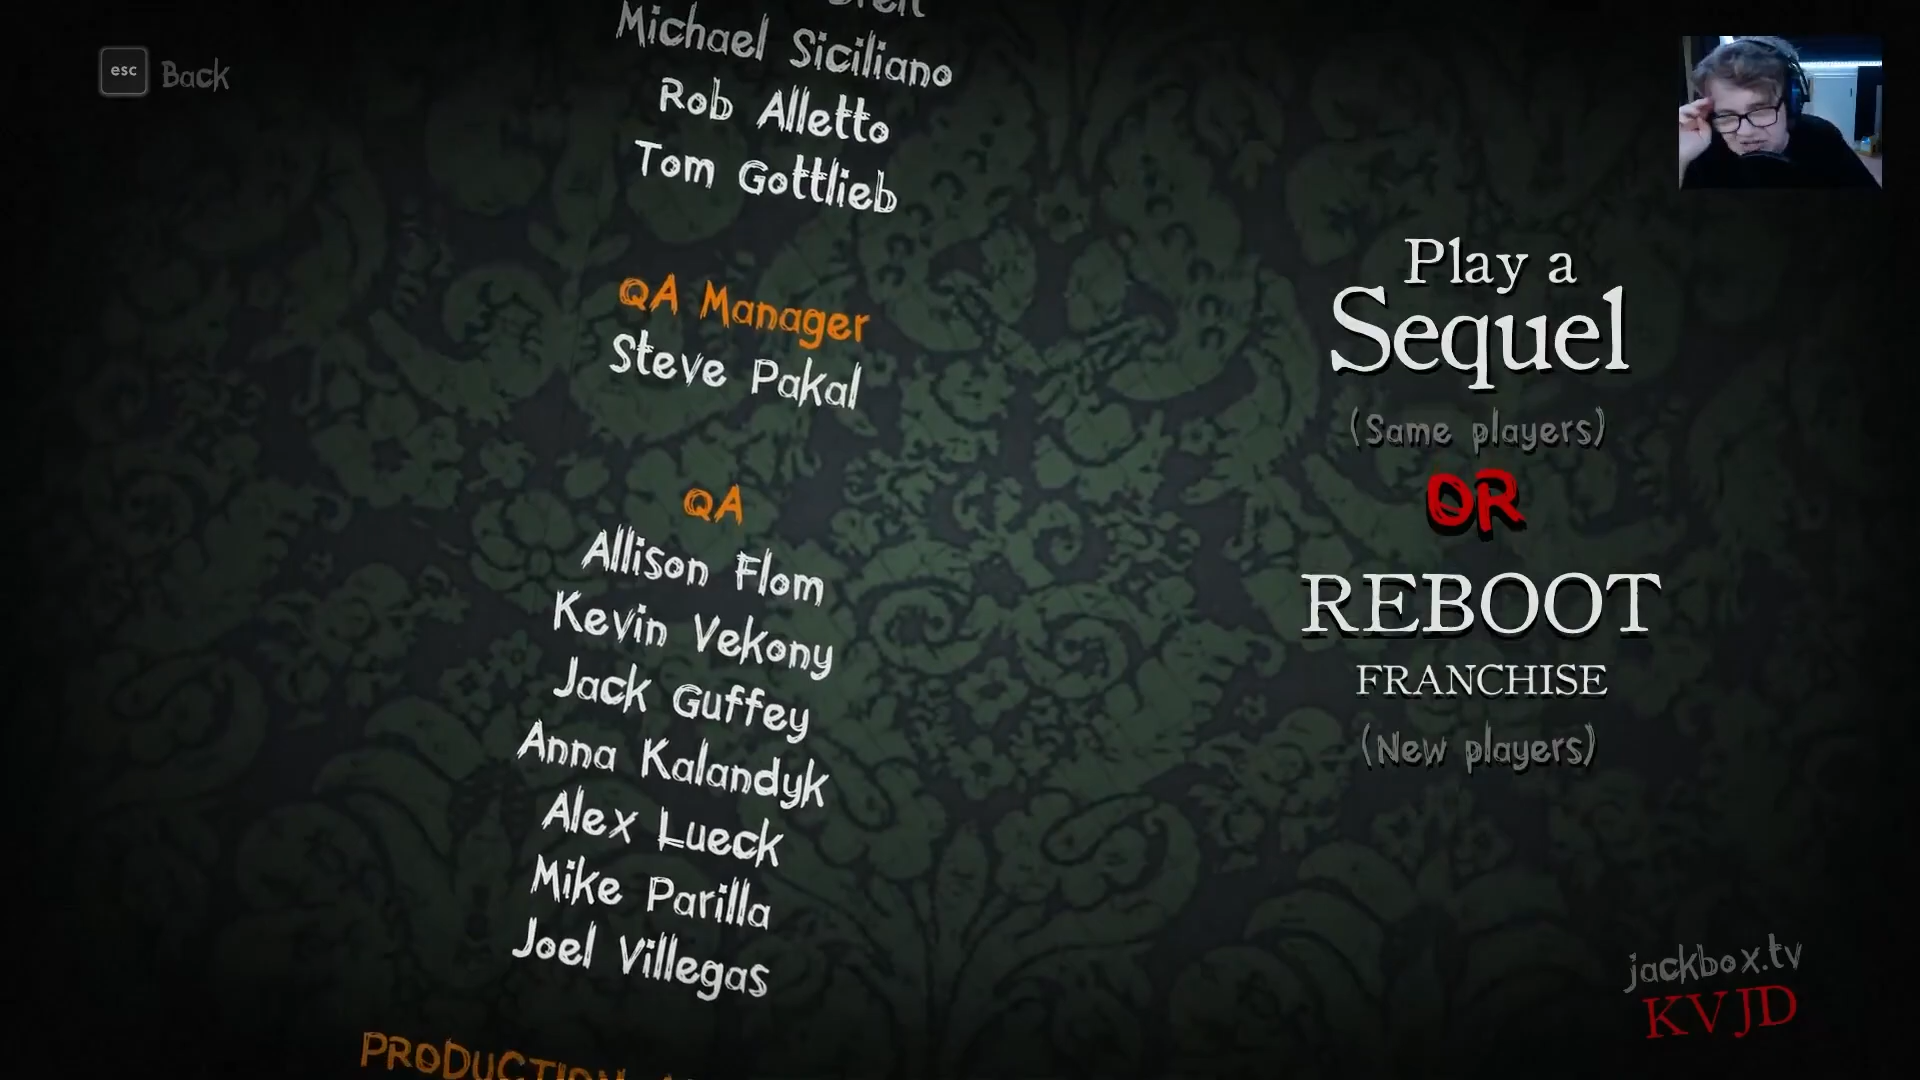 esc Back
Michael Siciliano
Rob Alletto
Tom Gottlieb
QA Manager
Steve Pakal
QA
Allison Flom
Kevin Vekony
Jack Guffey
Anna Kalandyk
Alex Lueck
Mike Parilla
Joel Villegas
PRODUCTION
Play a
Sequel
(Same players)
OR
REBOOT
FRANCHISE
(New players)
jackbox.tv
KVJD